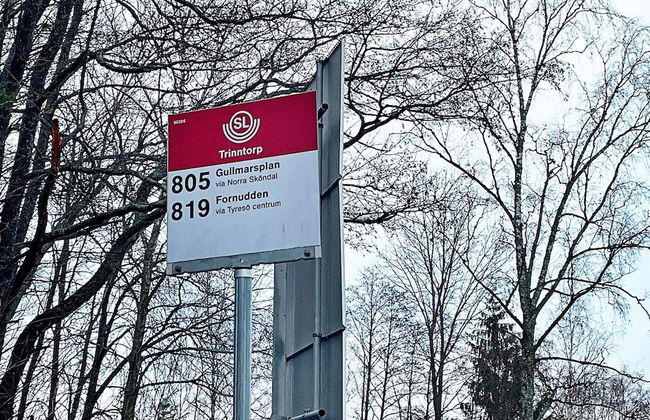 SL
Trinntorp
805 Gullmarsplan
via Norra Sköndal
819 Fornudden
via Tyresö centrum